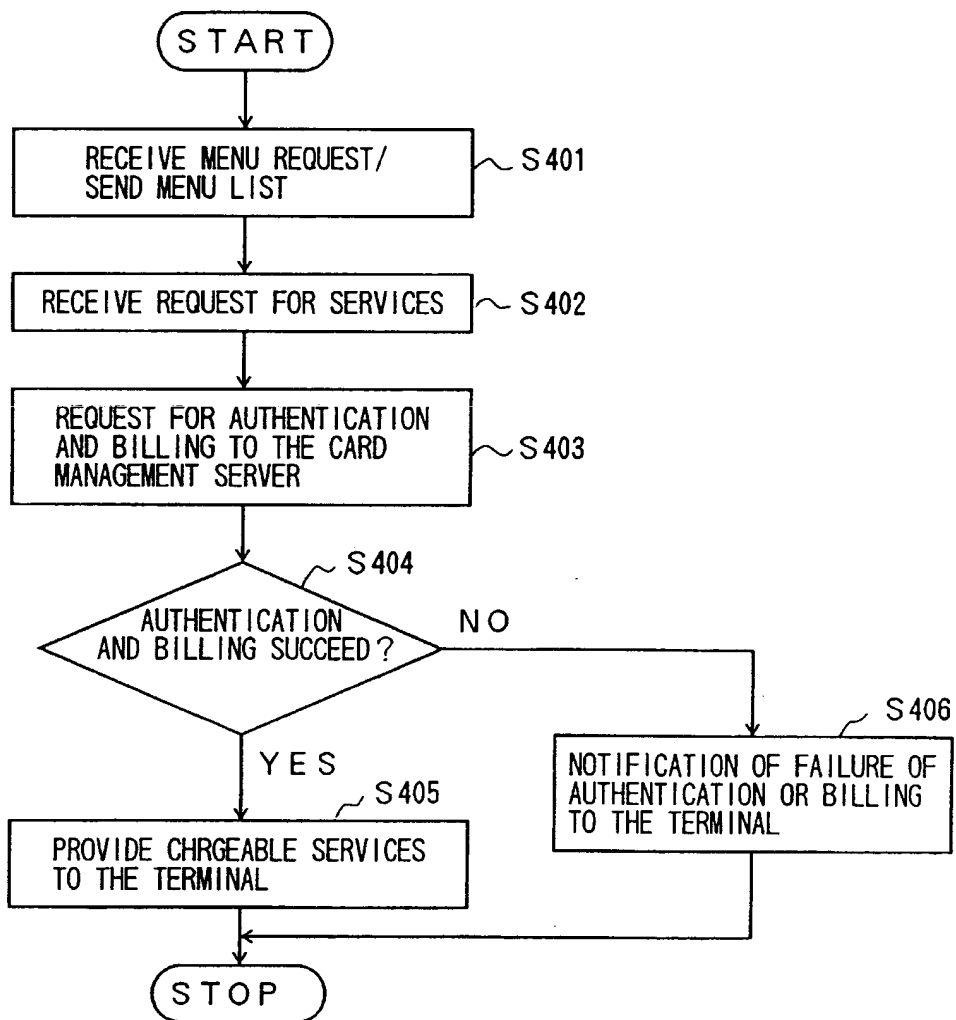 START
RECEIVE MENU REQUEST/
SEND MENU LIST
S401
RECEIVE REQUEST FOR SERVICES
S402
REQUEST FOR AUTHENTICATION
AND BILLING TO THE CARD
MANAGEMENT SERVER
S403
S404
AUTHENTICATION
AND BILLING SUCCEED?
NO
YES
S405
PROVIDE CHRGEABLE SERVICES
TO THE TERMINAL
S406
NOTIFICATION OF FAILURE OF
AUTHENTICATION OR BILLING
TO THE TERMINAL
STOP